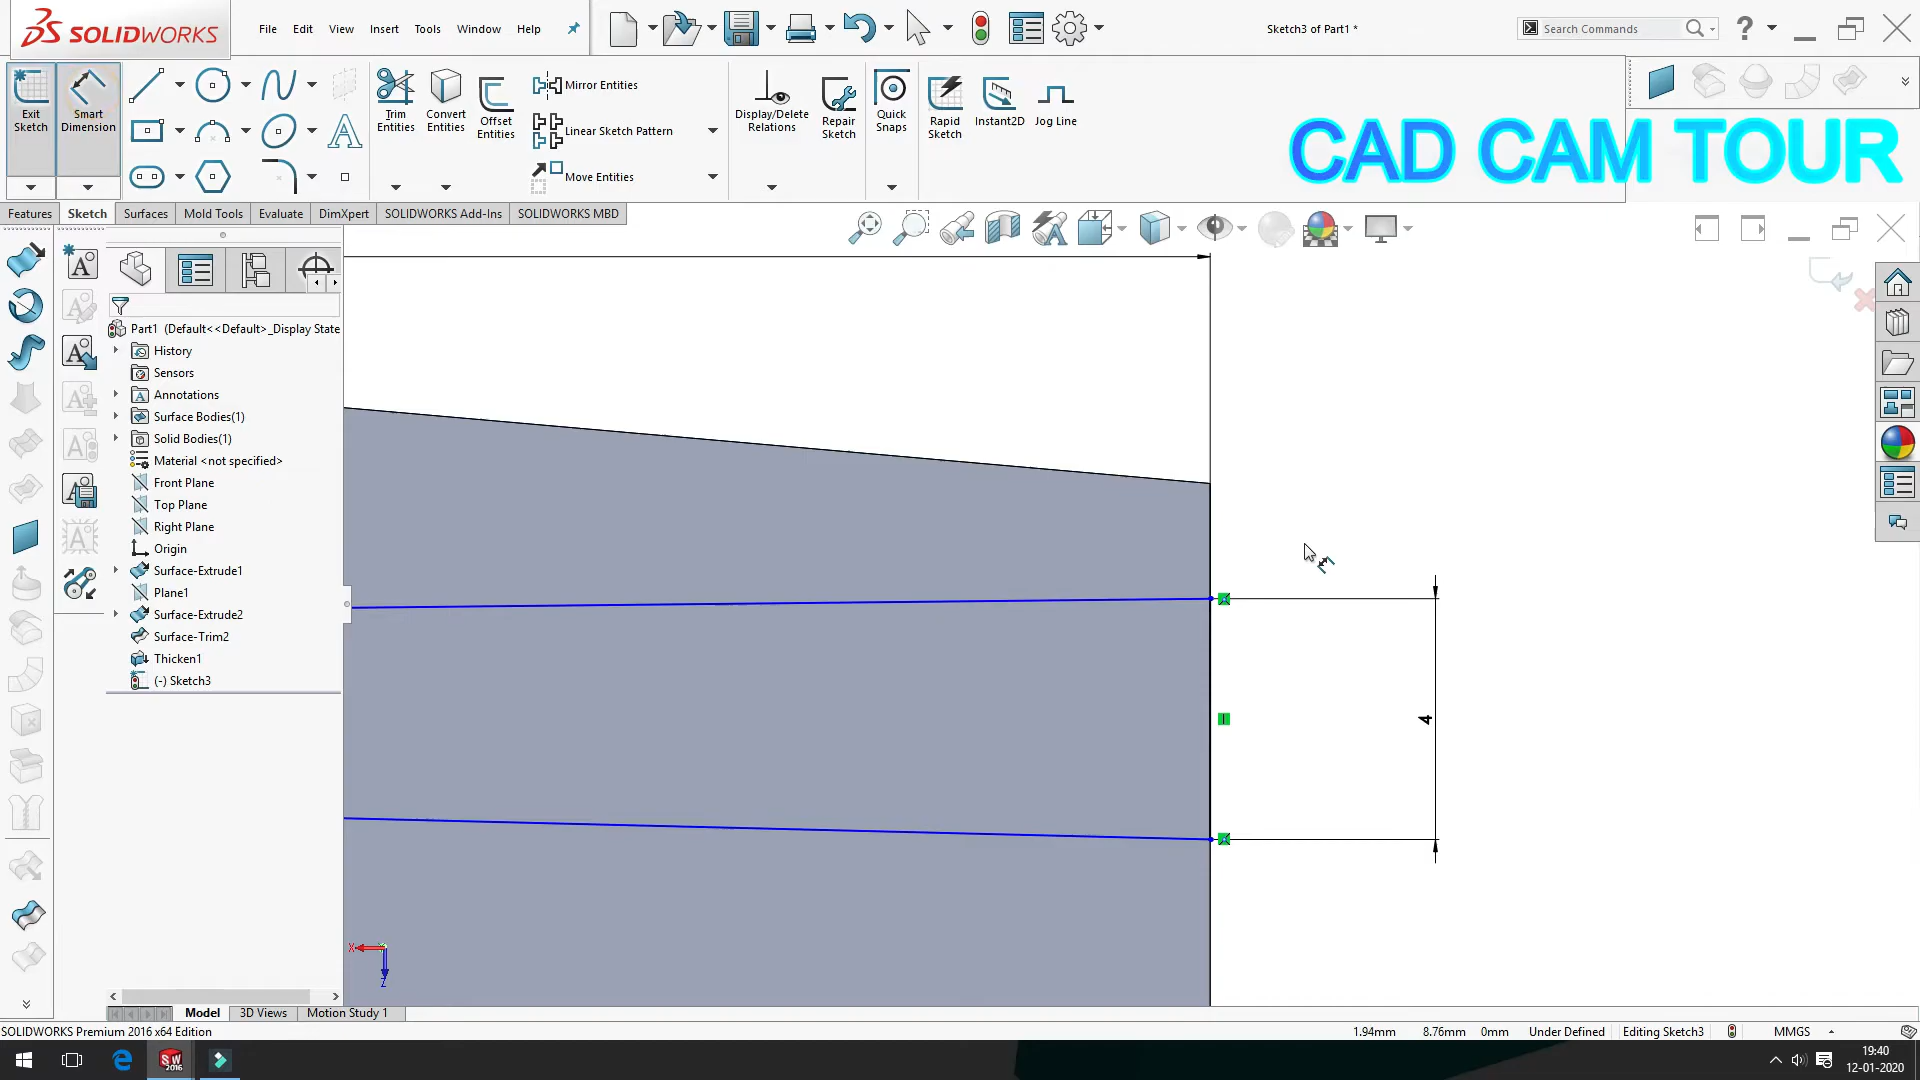 SOLIDWORKS
File Edit View Insert Tools Window Help
Sketch3 of Part1 *
Search Commands
Exit Sketch
Smart Dimension
Trim Entities
Convert Entities
Offset Entities
Mirror Entities
Linear Sketch Pattern
Move Entities
Display/Delete Relations
Repair Sketch
Quick Snaps
Rapid Sketch
Instant2D
Jog Line
CAD CAM TOUR
Features Sketch Surfaces Mold Tools Evaluate DimXpert SOLIDWORKS Add-Ins SOLIDWORKS MBD
Part1 (Default<<Default>_Display State
History
Sensors
Annotations
Surface Bodies(1)
Solid Bodies(1)
Material <not specified>
Front Plane
Top Plane
Right Plane
Origin
Surface-Extrude1
Plane1
Surface-Extrude2
Surface-Trim2
Thicken1
(-) Sketch3
4
X
Z
Model 3D Views Motion Study 1
SOLIDWORKS Premium 2016 x64 Edition
1.94mm 8.76mm 0mm Under Defined Editing Sketch3 MMGS
SW 2016
19:40
12-01-2020